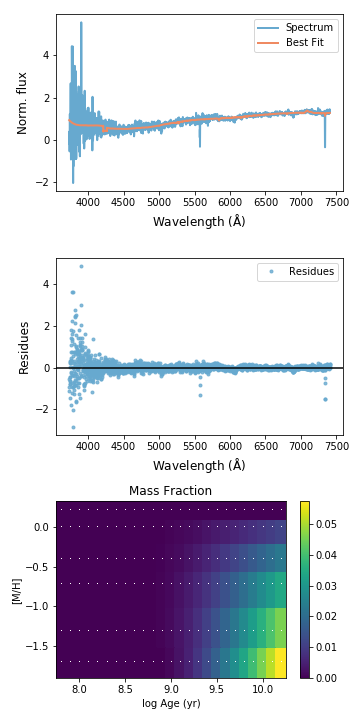 Spectrum
Best Fit
Norm. flux
4
2
0
−2
4000 4500 5000 5500 6000 6500 7000 7500
Wavelength (Å)
Residues
Residues
4
2
0
−2
4000 4500 5000 5500 6000 6500 7000 7500
Wavelength (Å)
Mass Fraction
[M/H]
0.0
−0.5
−1.0
−1.5
8.0 8.5 9.0 9.5 10.0
log Age (yr)
0.05
0.04
0.03
0.02
0.01
0.00